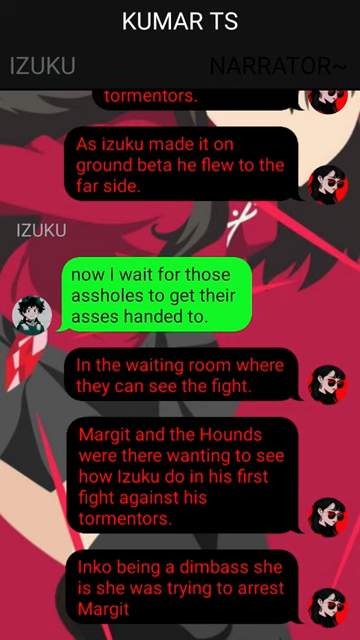 KUMAR TS
IZUKU NARRATOR~
tormentors.
As izuku made it on
ground beta he flew to the
far side.
IZUKU
now I wait for those
assholes to get their
asses handed to.
In the waiting room where
they can see the fight.
Margit and the Hounds
were there wanting to see
how Izuku do in his first
fight against his
tormentors.
Inko being a dimbass she
is she was trying to arrest
Margit